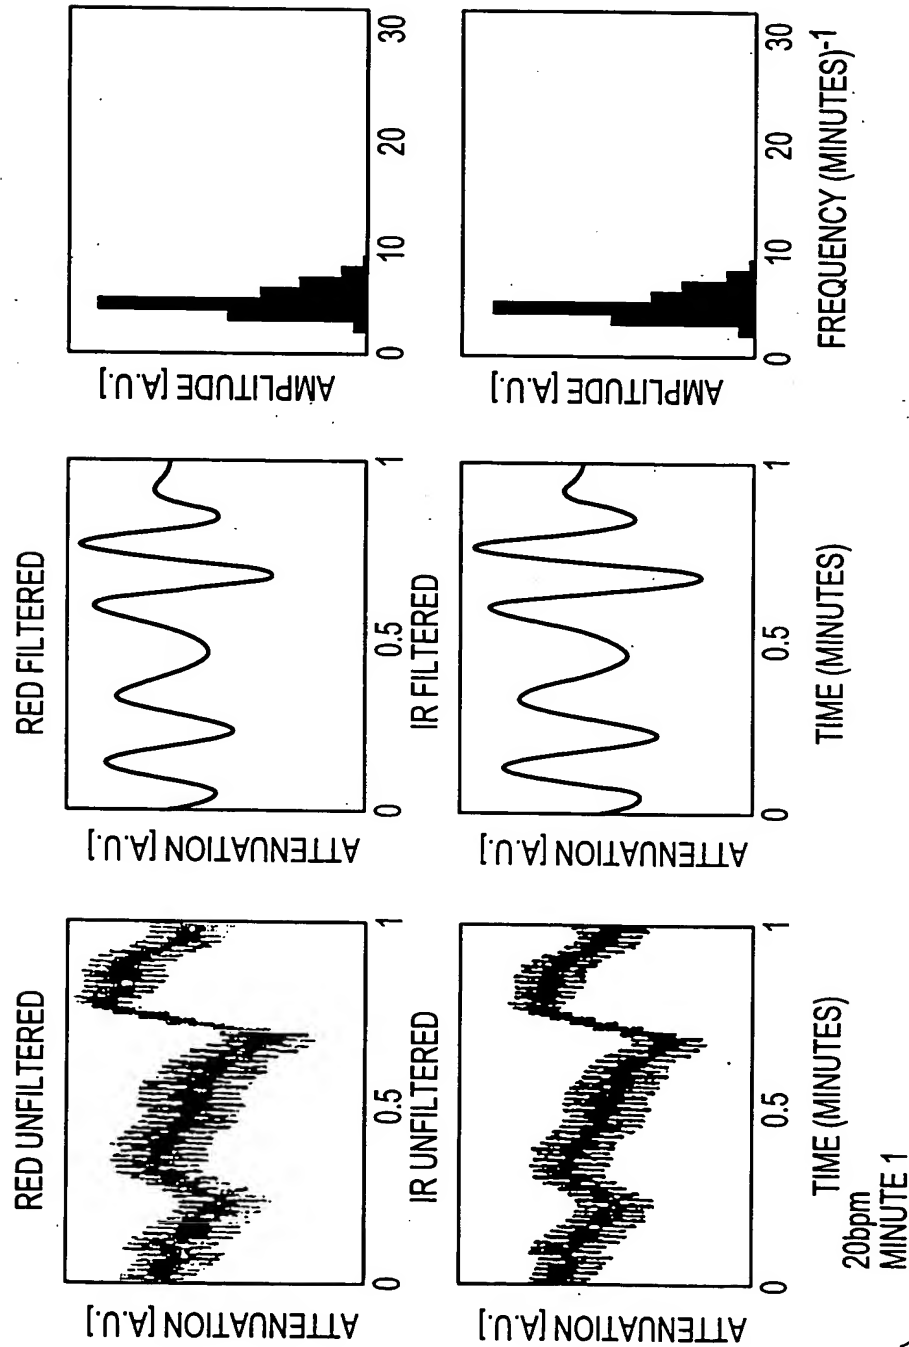 RED UNFILTERED
ATTENUATION [A.U.]
0
0.5
1
RED FILTERED
ATTENUATION [A.U.]
0
0.5
1
AMPLITUDE [A.U.]
0
10
20
30
IR UNFILTERED
ATTENUATION [A.U.]
0
0.5
1
TIME (MINUTES)
IR FILTERED
ATTENUATION [A.U.]
0
0.5
1
TIME (MINUTES)
AMPLITUDE [A.U.]
0
10
20
30
FREQUENCY (MINUTES)-1
20bpm
MINUTE 1